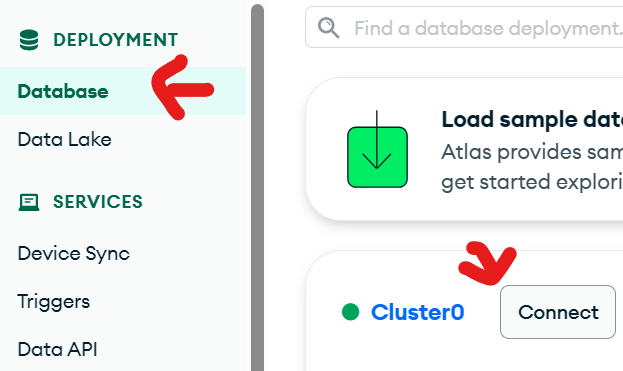 DEPLOYMENT
Database
Data Lake
SERVICES
Device Sync
Triggers
Data API
Find a database deployment.
Load sample data
Atlas provides sam
get started explori
Cluster0
Connect